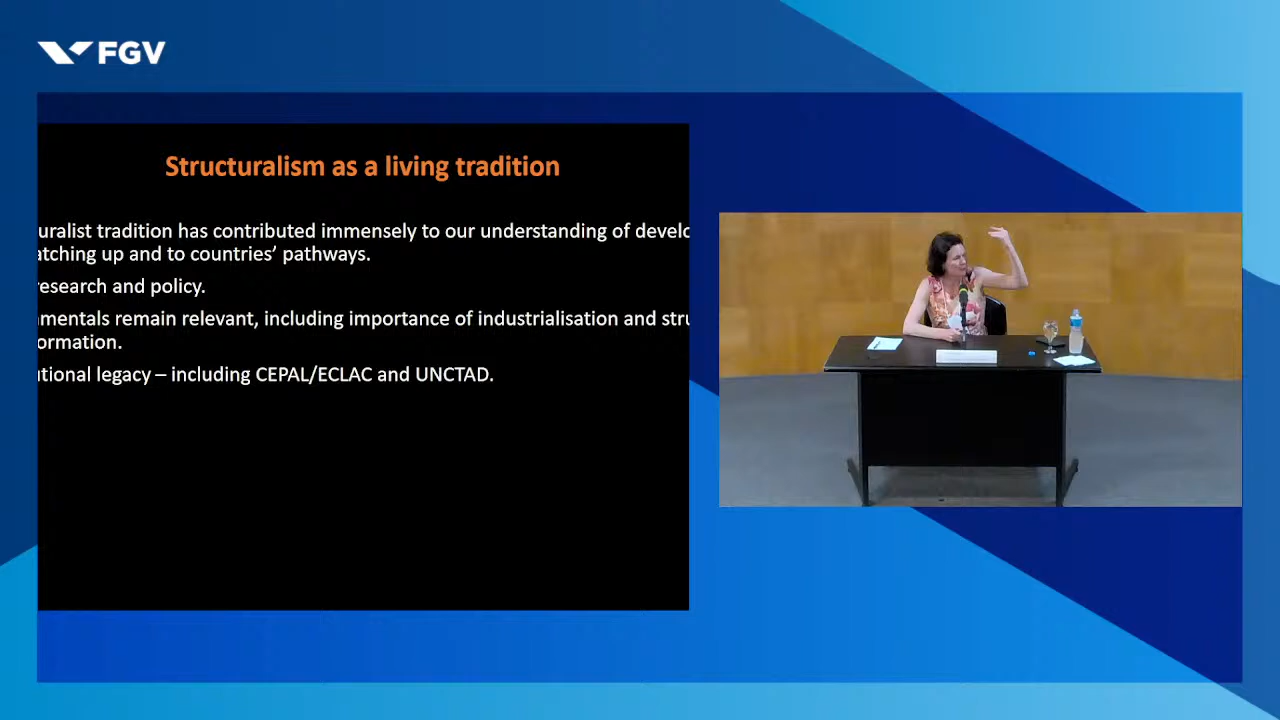 FGV
Structuralism as a living tradition
uralist tradition has contributed immensely to our understanding of develo
atching up and to countries' pathways.
research and policy.
mentals remain relevant, including importance of industrialisation and stru
ormation.
utional legacy – including CEPAL/ECLAC and UNCTAD.